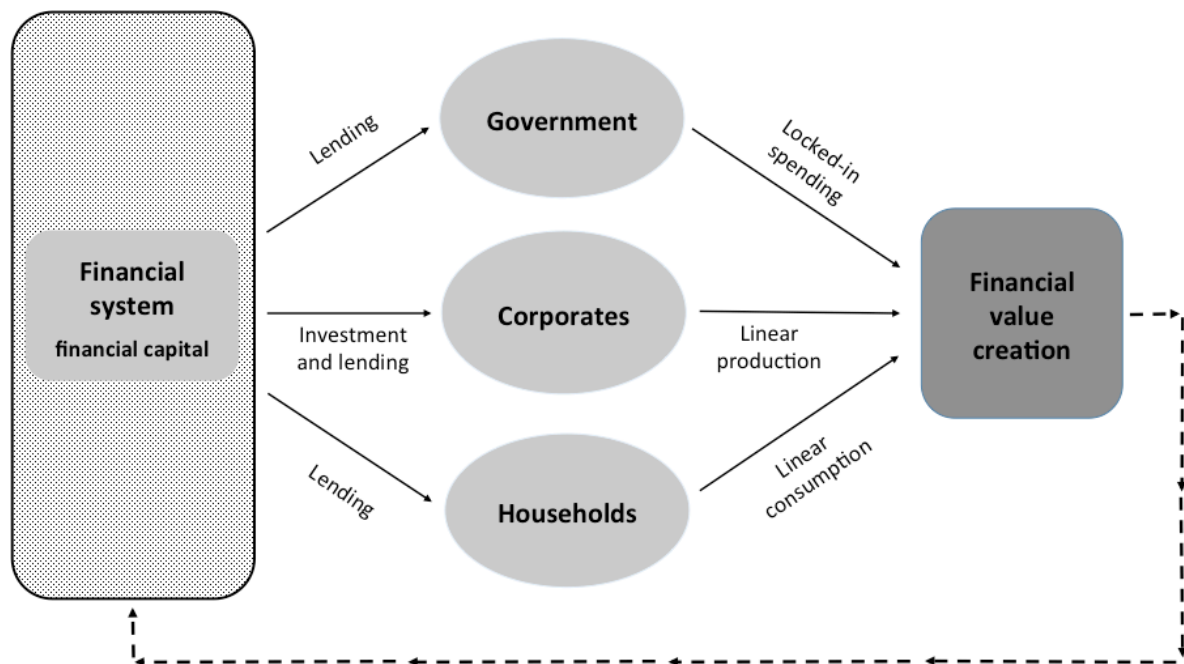 Financial
system
financial capital
Lending
Investment
and lending
Lending
Government
Corporates
Households
Locked-in
spending
Linear
production
Linear
consumption
Financial
value
creation